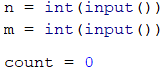 n = int(input())
m = int(input())
count = 0